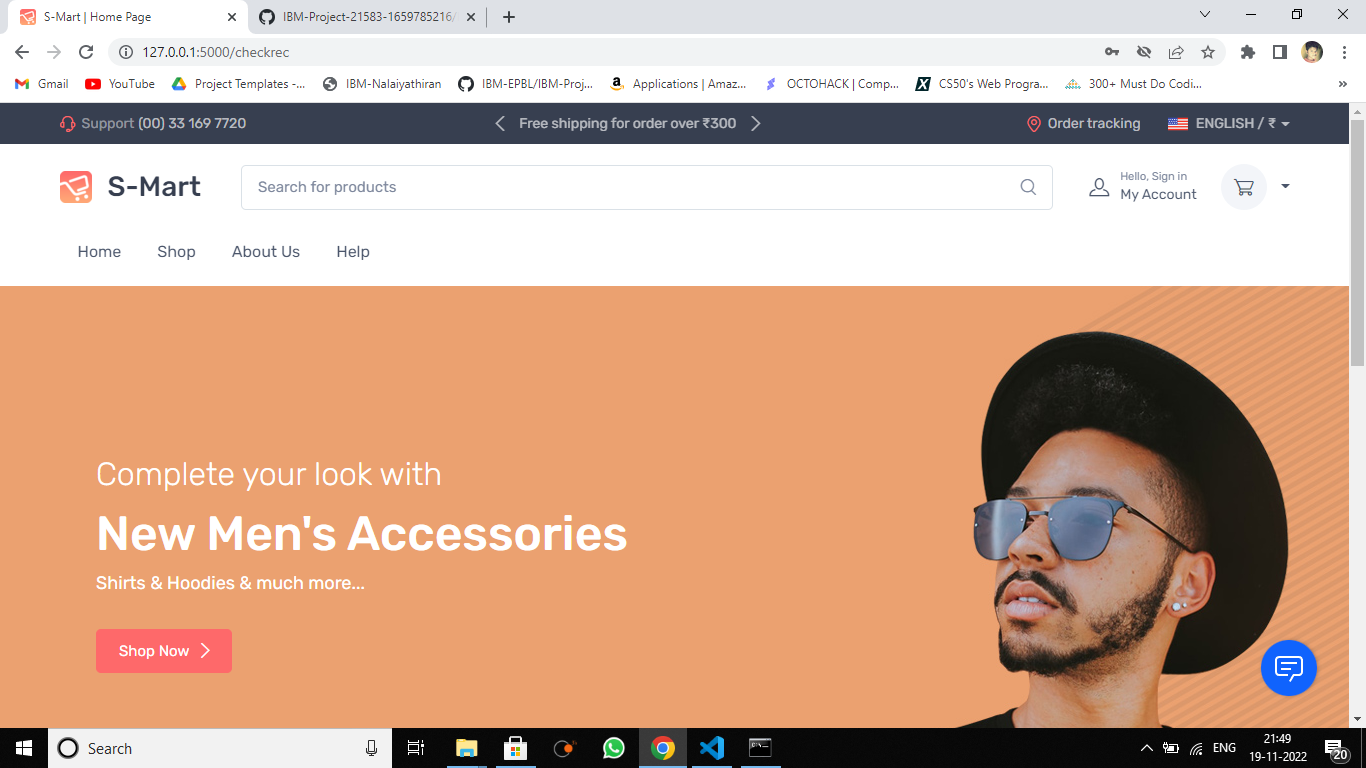 S-Mart | Home Page
IBM-Project-21583-1659785216/
127.0.0.1:5000/checkrec
Gmail
YouTube
Project Templates -...
IBM-Nalaiyathiran
IBM-EPBL/IBM-Proj...
Applications | Amaz...
OCTOHACK | Comp...
CS50's Web Progra...
300+ Must Do Codi...
»
Support (00) 33 169 7720
Free shipping for order over ₹300
Order tracking
ENGLISH / ₹
S-Mart
Search for products
Hello, Sign in
My Account
Home
Shop
About Us
Help
Complete your look with
New Men's Accessories
Shirts & Hoodies & much more...
Shop Now
Search
ENG
21:49
19-11-2022
20